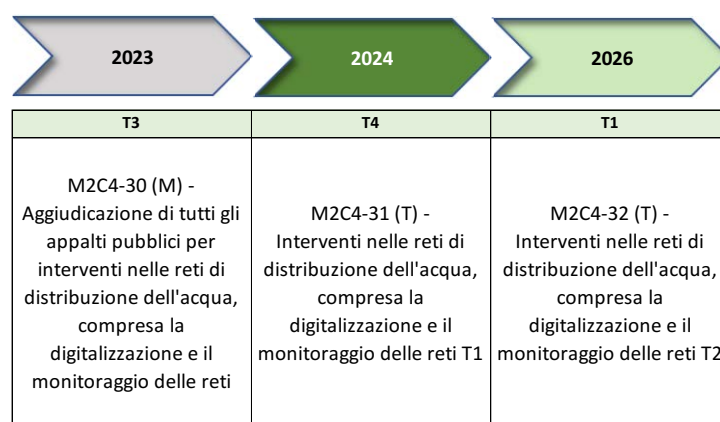 2023
2024
2026
T3
T4
T1
M2C4-30 (M) -
Aggiudicazione di tutti gli
appalti pubblici per
interventi nelle reti di
distribuzione dell'acqua,
compresa la
digitalizzazione e il
monitoraggio delle reti
M2C4-31 (T) -
Interventi nelle reti di
distribuzione dell'acqua,
compresa la
digitalizzazione e il
monitoraggio delle reti T1
M2C4-32 (T) -
Interventi nelle reti di
distribuzione dell'acqua,
compresa la
digitalizzazione e il
monitoraggio delle reti T2